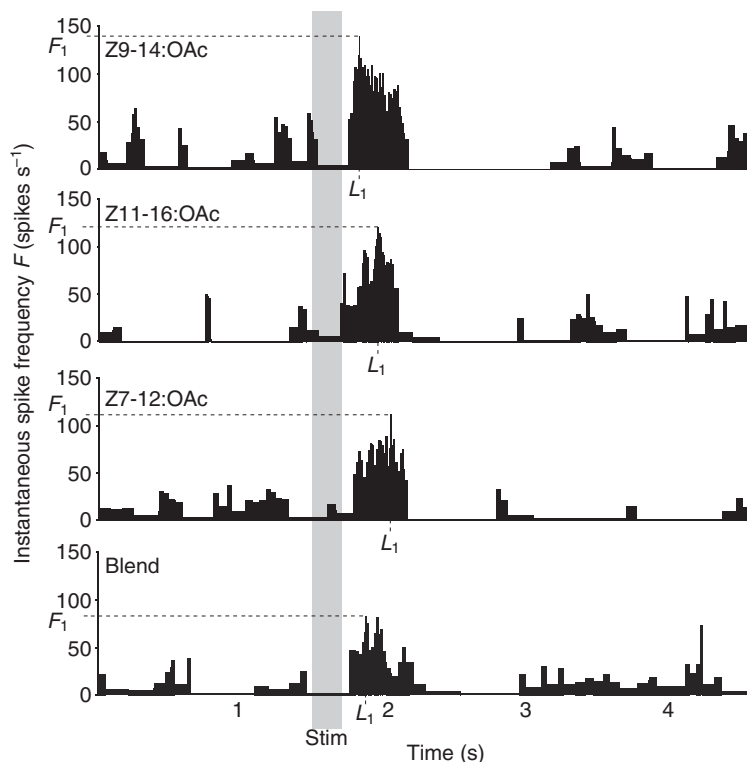 Instantaneous spike frequency F (spikes s⁻¹)
150
F₁
Z9-14:OAc
100
50
0
L₁
150
F₁
Z11-16:OAc
100
50
0
L₁
150
F₁
Z7-12:OAc
100
50
0
L₁
150
Blend
100
F₁
50
0
1 L₁ 2 3 4
Stim
Time (s)